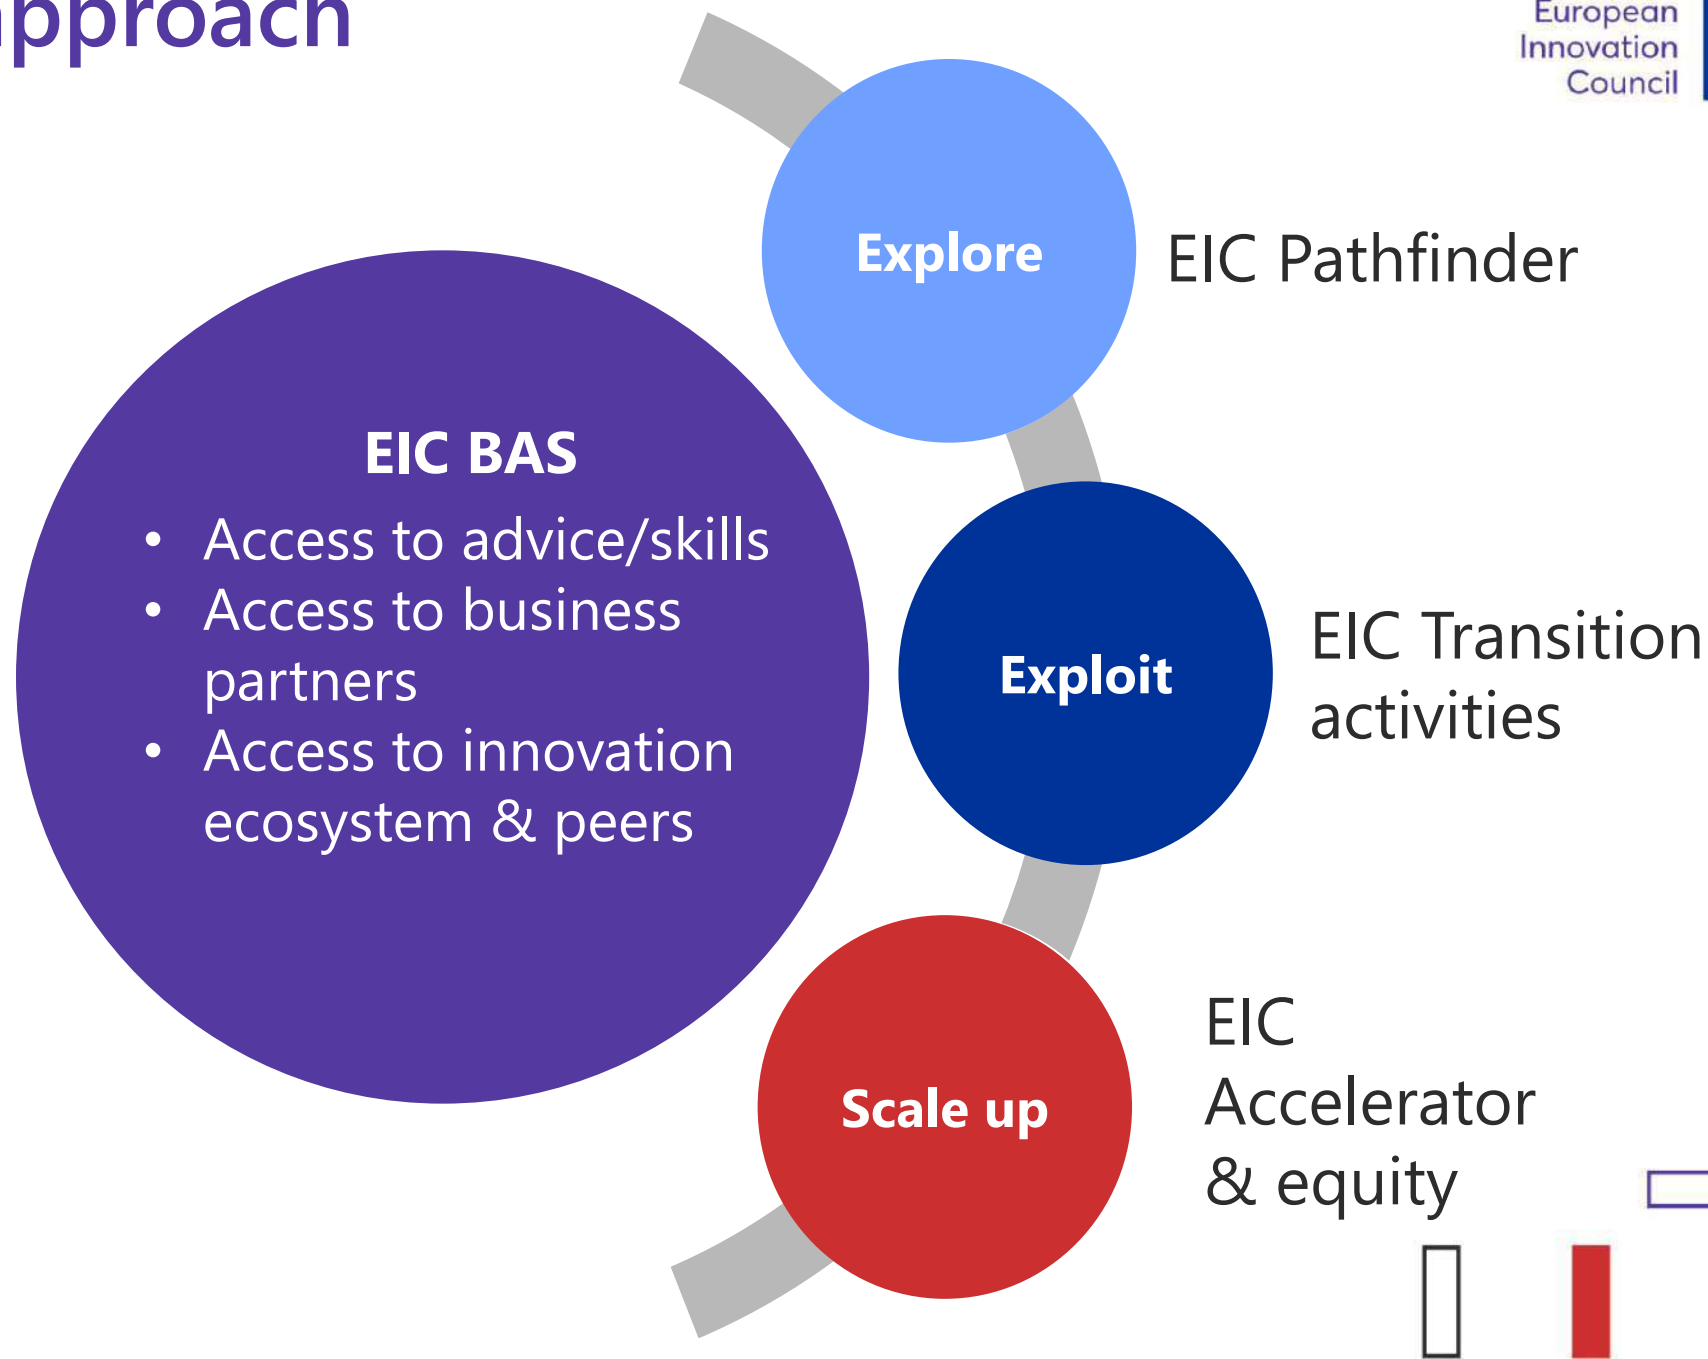 approach
European
Innovation
Council
Explore
EIC Pathfinder
EIC BAS
• Access to advice/skills
• Access to business
partners
• Access to innovation
ecosystem & peers
Exploit
EIC Transition
activities
Scale up
EIC
Accelerator
& equity